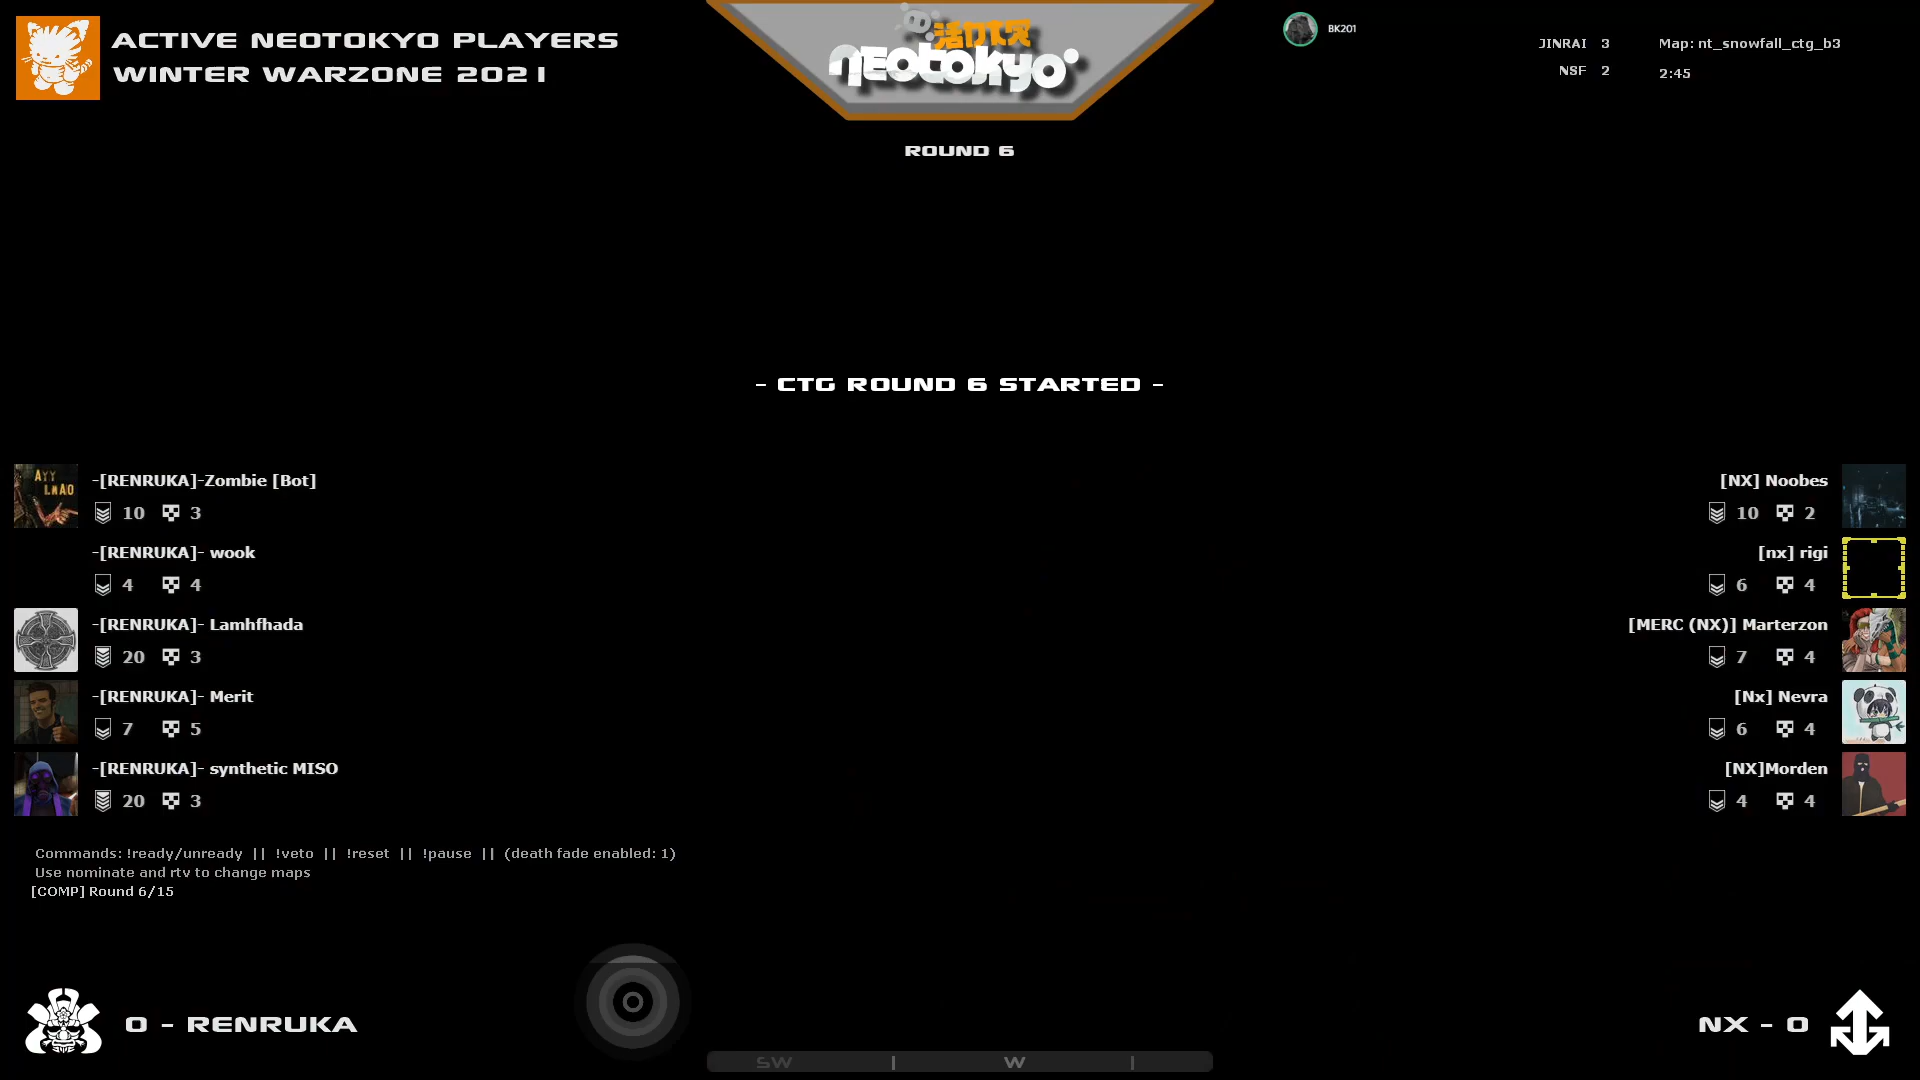 ACTIVE NEOTOKYO PLAYERS
WINTER WARZONE 2021
neotokyo°
BK201
JINRAI 3
NSF 2
Map: nt_snowfall_ctg_b3
2:45
ROUND 6
- CTG ROUND 6 STARTED -
AYY LMAO
-[RENRUKA]-Zombie [Bot]
10 3
-[RENRUKA]- wook
4 4
-[RENRUKA]- Lamhfhada
20 3
-[RENRUKA]- Merit
7 5
-[RENRUKA]- synthetic MISO
20 3
[NX] Noobes
10 2
[nx] rigi
6 4
[MERC (NX)] Marterzon
7 4
[Nx] Nevra
6 4
[NX]Morden
4 4
Commands: !ready/unready || !veto || !reset || !pause || (death fade enabled: 1)
Use nominate and rtv to change maps
[COMP] Round 6/15
0 - RENRUKA
NX - 0
SW | W |